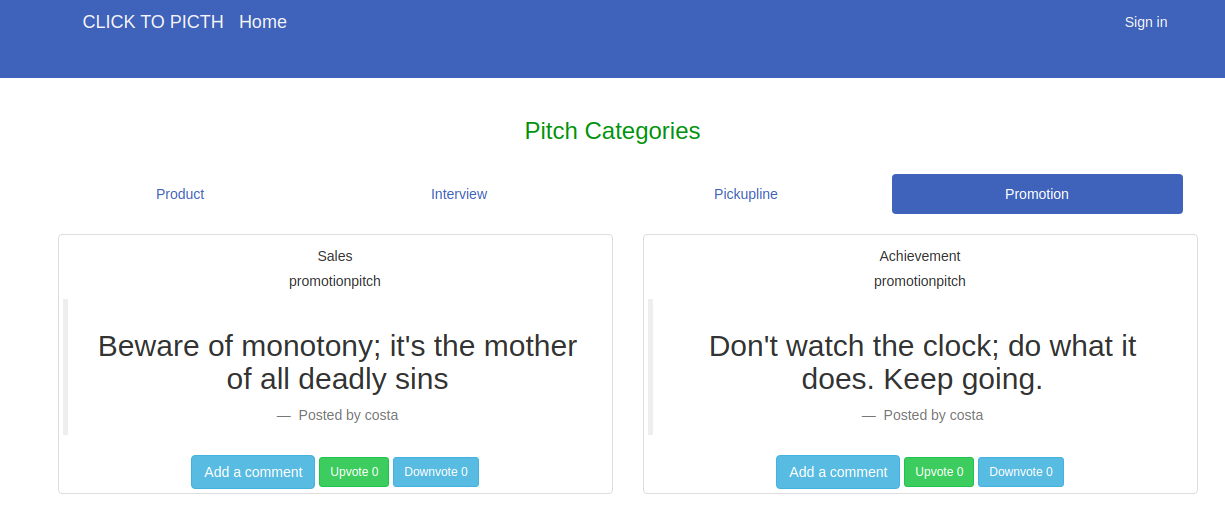 CLICK TO PICTH Home Sign in
Pitch Categories
Product Interview Pickupline Promotion
Sales
promotionpitch
Beware of monotony; it's the mother
of all deadly sins
— Posted by costa
Add a comment Upvote 0 Downvote 0
Achievement
promotionpitch
Don't watch the clock; do what it
does. Keep going.
— Posted by costa
Add a comment Upvote 0 Downvote 0